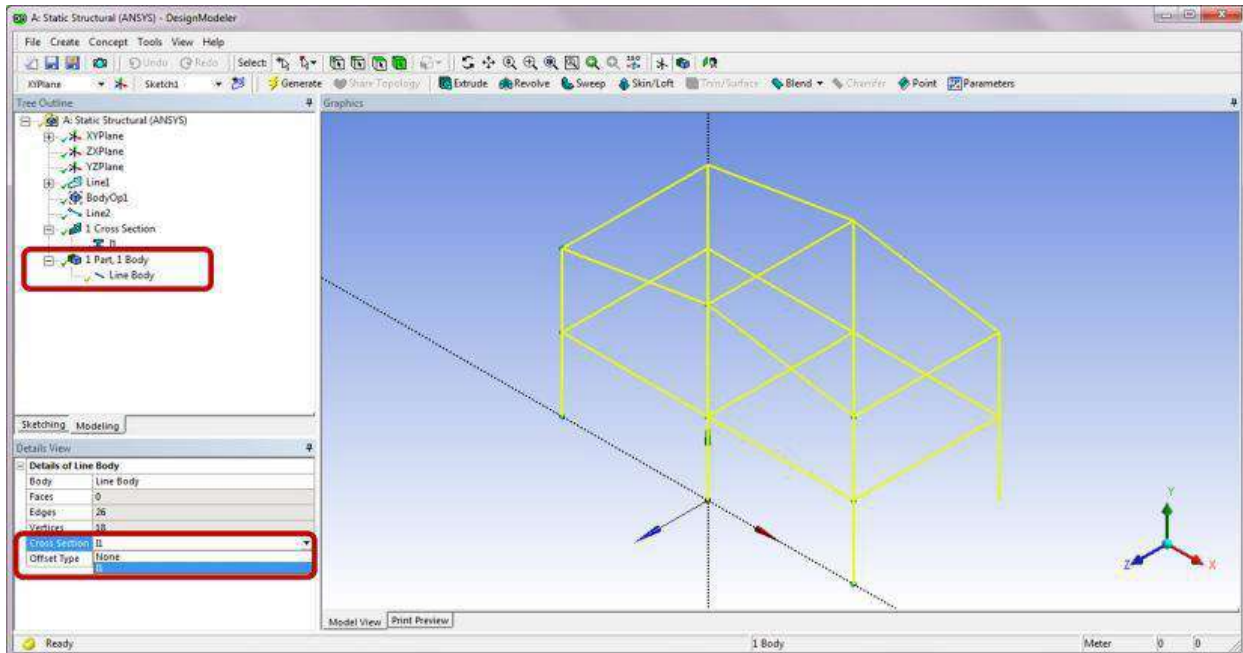 A: Static Structural (ANSYS) - DesignModeler
File Create Concept Tools View Help
Undo Redo Select:
XYPlane Sketch1 Generate Share Topology Extrude Revolve Sweep Skin/Loft Thin/Surface Blend Chamfer Point Parameters
Tree Outline
Graphics
A: Static Structural (ANSYS)
XYPlane
ZXPlane
YZPlane
Line1
BodyOp1
Line2
1 Cross Section
I1
1 Part, 1 Body
Line Body
Sketching Modeling
Details View
Details of Line Body
Body Line Body
Faces 0
Edges 26
Vertices 18
Cross Section I1
Offset Type None
I1
Y
Z
X
Model View Print Preview
Ready
1 Body
Meter
0
0